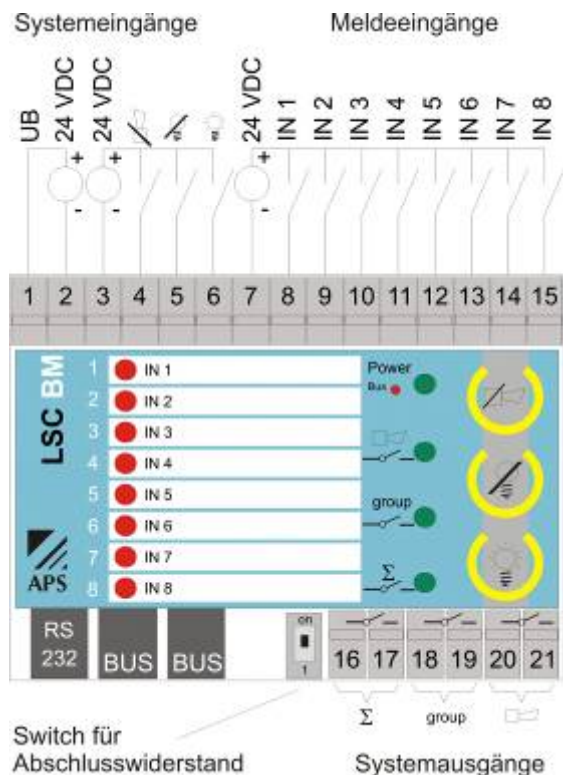 Systemeingänge Meldeeingänge
UB 24 VDC 24 VDC 24 VDC IN 1 IN 2 IN 3 IN 4 IN 5 IN 6 IN 7 IN 8
+ + +
- - -
1 2 3 4 5 6 7 8 9 10 11 12 13 14 15
LSC BM
1 IN 1
2 IN 2
3 IN 3
4 IN 4
5 IN 5
6 IN 6
7 IN 7
8 IN 8
Power
Bus
group
Σ
APS
RS
232
BUS BUS
on
1
16 17 18 19 20 21
Σ group
Switch für
Abschlusswiderstand
Systemausgänge